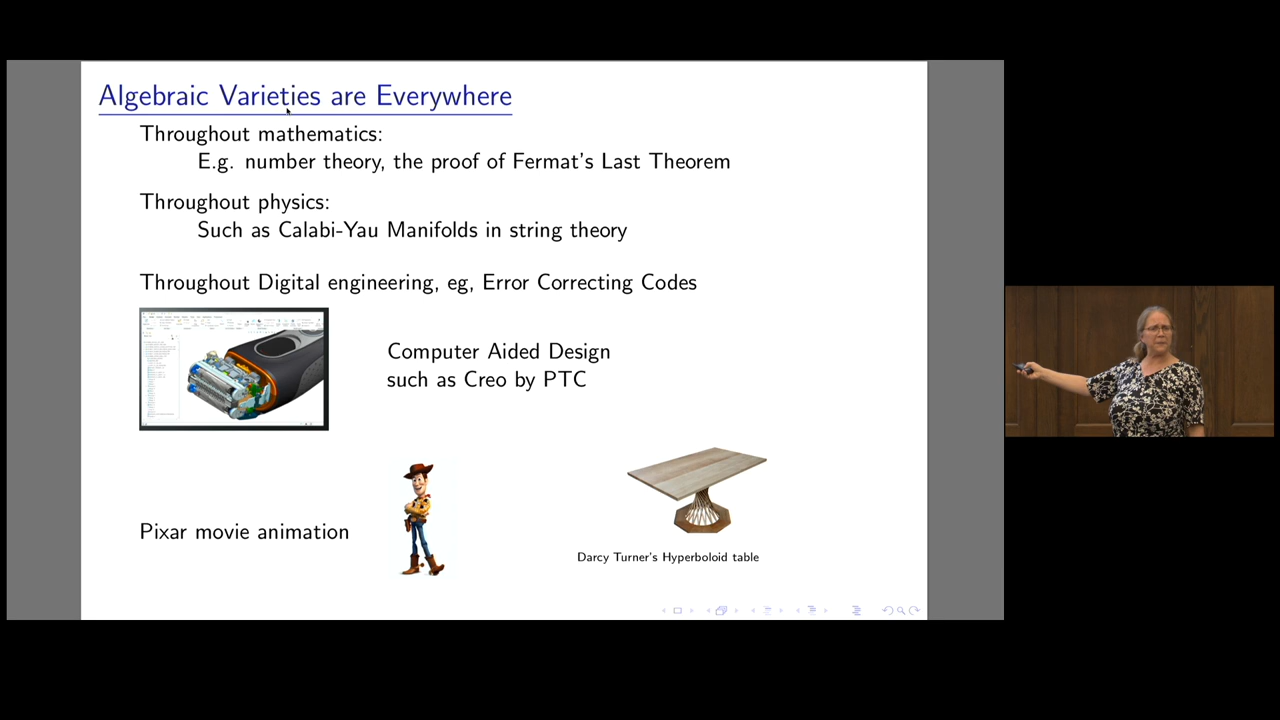 Algebraic Varieties are Everywhere
Throughout mathematics:
E.g. number theory, the proof of Fermat's Last Theorem
Throughout physics:
Such as Calabi-Yau Manifolds in string theory
Throughout Digital engineering, eg, Error Correcting Codes
Computer Aided Design
such as Creo by PTC
Pixar movie animation
Darcy Turner's Hyperboloid table